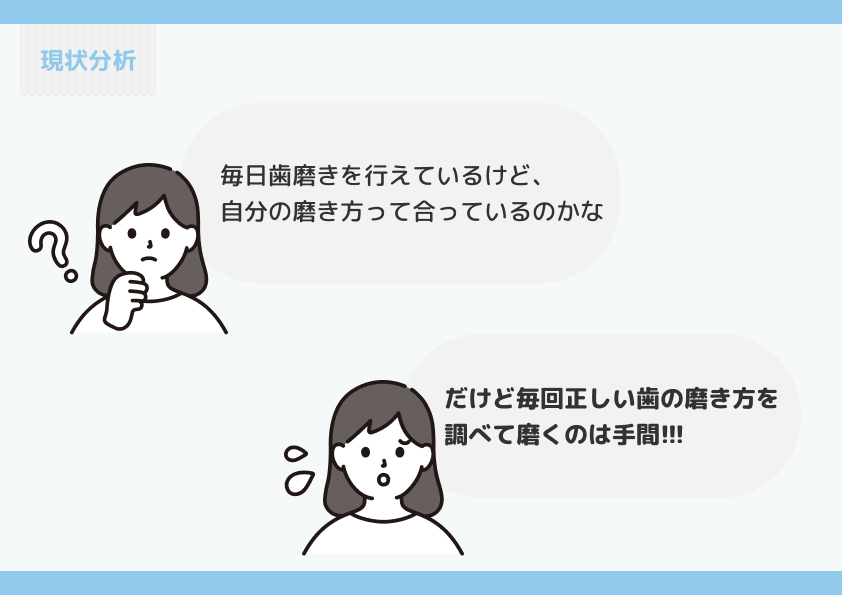 現状分析
毎日歯磨きを行えているけど、
自分の磨き方って合っているのかな
だけど毎回正しい歯の磨き方を
調べて磨くのは手間!!!